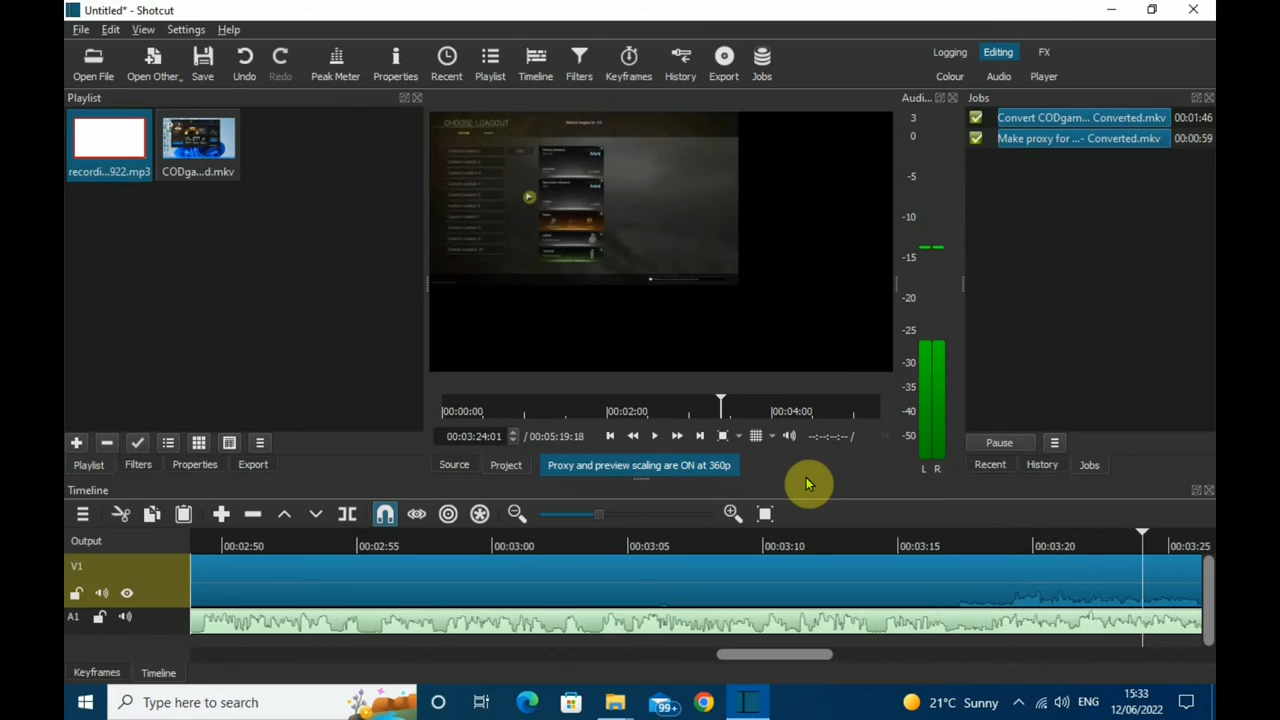 Untitled* - Shotcut
File Edit View Settings Help
Open File Open Other... Save Undo Redo Peak Meter Properties Recent Playlist Timeline Filters Keyframes History Export Jobs
Logging Editing FX
Colour Audio Player
Playlist
Audi...
Jobs
recordi...922.mp3
CODga...d.mkv
CHOOSE LOADOUT
3
0
-5
-10
-15
-20
-25
-30
-35
-40
-50
L R
Convert CODgam... Converted.mkv 00:01:46
Make proxy for ...- Converted.mkv 00:00:59
00:00:00 00:02:00 00:04:00
00:03:24:01 / 00:05:19:18 --:--:--:-- /
Pause
Playlist Filters Properties Export
Source Project Proxy and preview scaling are ON at 360p
Recent History Jobs
Timeline
Output
00:02:50 00:02:55 00:03:00 00:03:05 00:03:10 00:03:15 00:03:20 00:03:25
V1
A1
Keyframes Timeline
Type here to search
99+
21°C Sunny
ENG
15:33
12/06/2022